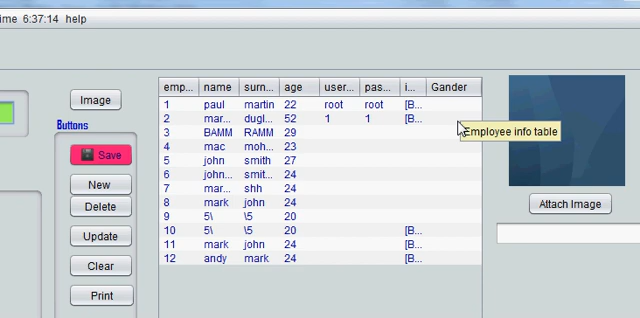 ime 6:37:14 help
Image
Buttons
Save
New
Delete
Update
Clear
Print
emp... name surn... age user... pas... i... Gander
1 paul martin 22 root root [B...
2 mar... dugl... 52 1 1 [B...
3 BAMM RAMM 29
4 mac moh... 23
5 john smith 27
6 john... smit... 24
7 mar... shh 24
8 mark john 24
9 5\ \5 20
10 5\ \5 20 [B...
11 mark john 24 [B...
12 andy mark 24 [B...
Employee info table
Attach Image